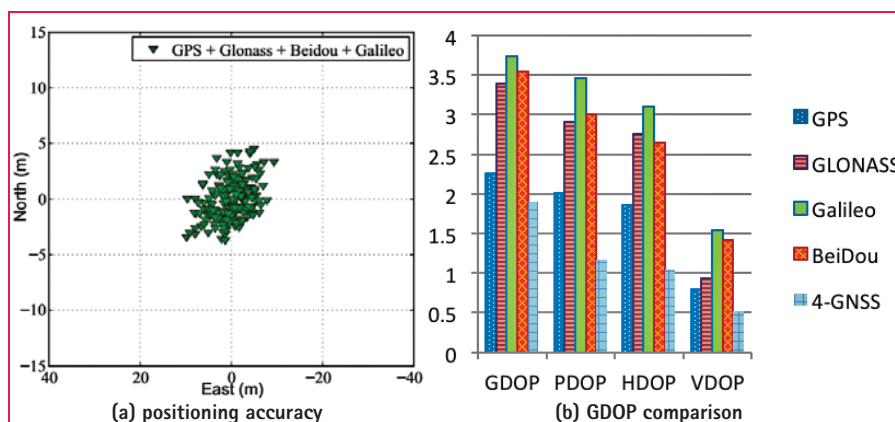 15
10
5
0
−5
−10
−15
North (m)
GPS + Glonass + Beidou + Galileo
40
20
0
−20
−40
East (m)
(a) positioning accuracy
4
3.5
3
2.5
2
1.5
1
0.5
0
GDOP PDOP HDOP VDOP
GPS
GLONASS
Galileo
BeiDou
4-GNSS
(b) GDOP comparison